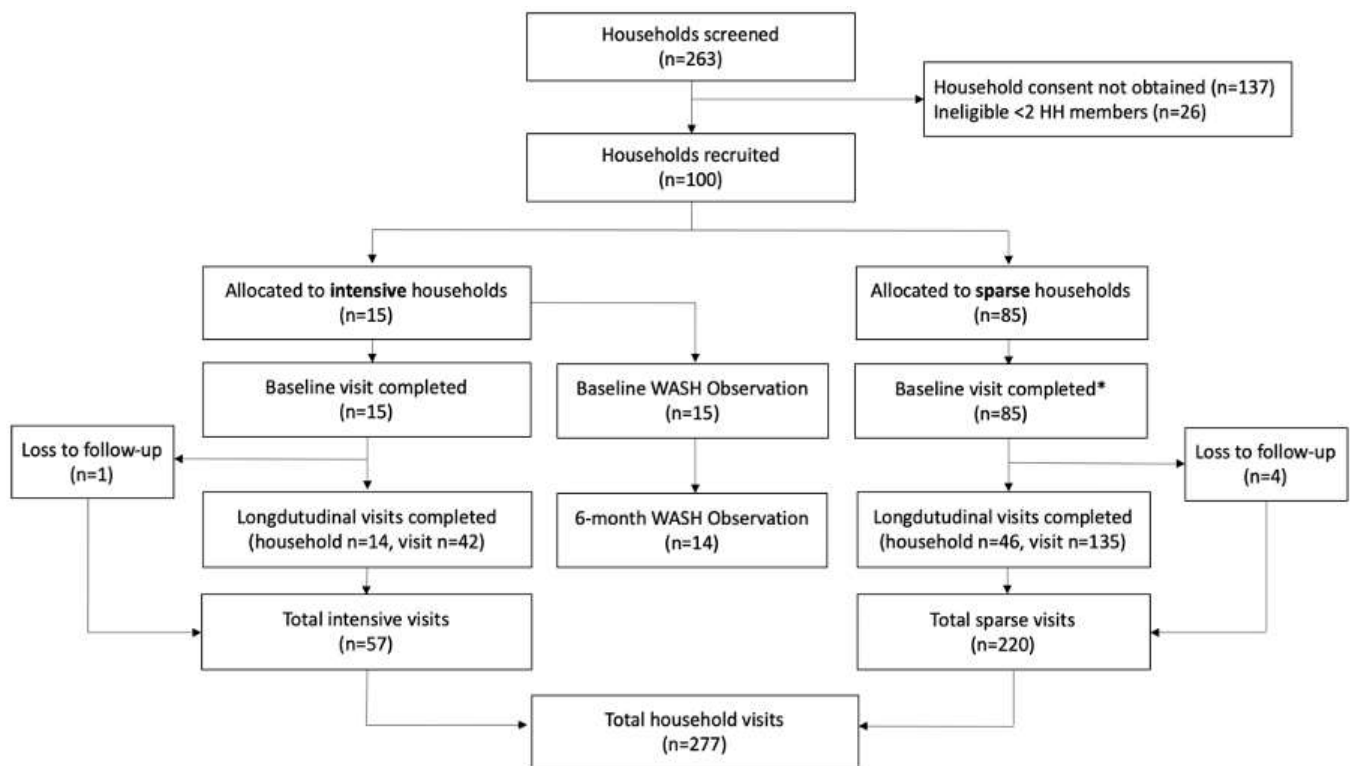 Households screened
(n=263)
Household consent not obtained (n=137)
Ineligible <2 HH members (n=26)
Households recruited
(n=100)
Allocated to intensive households
(n=15)
Allocated to sparse households
(n=85)
Baseline visit completed
(n=15)
Baseline WASH Observation
(n=15)
Baseline visit completed*
(n=85)
Loss to follow-up
(n=1)
Loss to follow-up
(n=4)
Longdutudinal visits completed
(household n=14, visit n=42)
6-month WASH Observation
(n=14)
Longdutudinal visits completed
(household n=46, visit n=135)
Total intensive visits
(n=57)
Total sparse visits
(n=220)
Total household visits
(n=277)